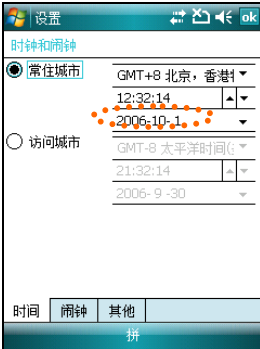 设置
ok
时钟和闹钟
常住城市
GMT+8 北京，香港
12:32:14
2006-10- 1
访问城市
GMT-8 太平洋时间(
21:32:14
2006- 9 -30
时间 闹钟 其他
拼